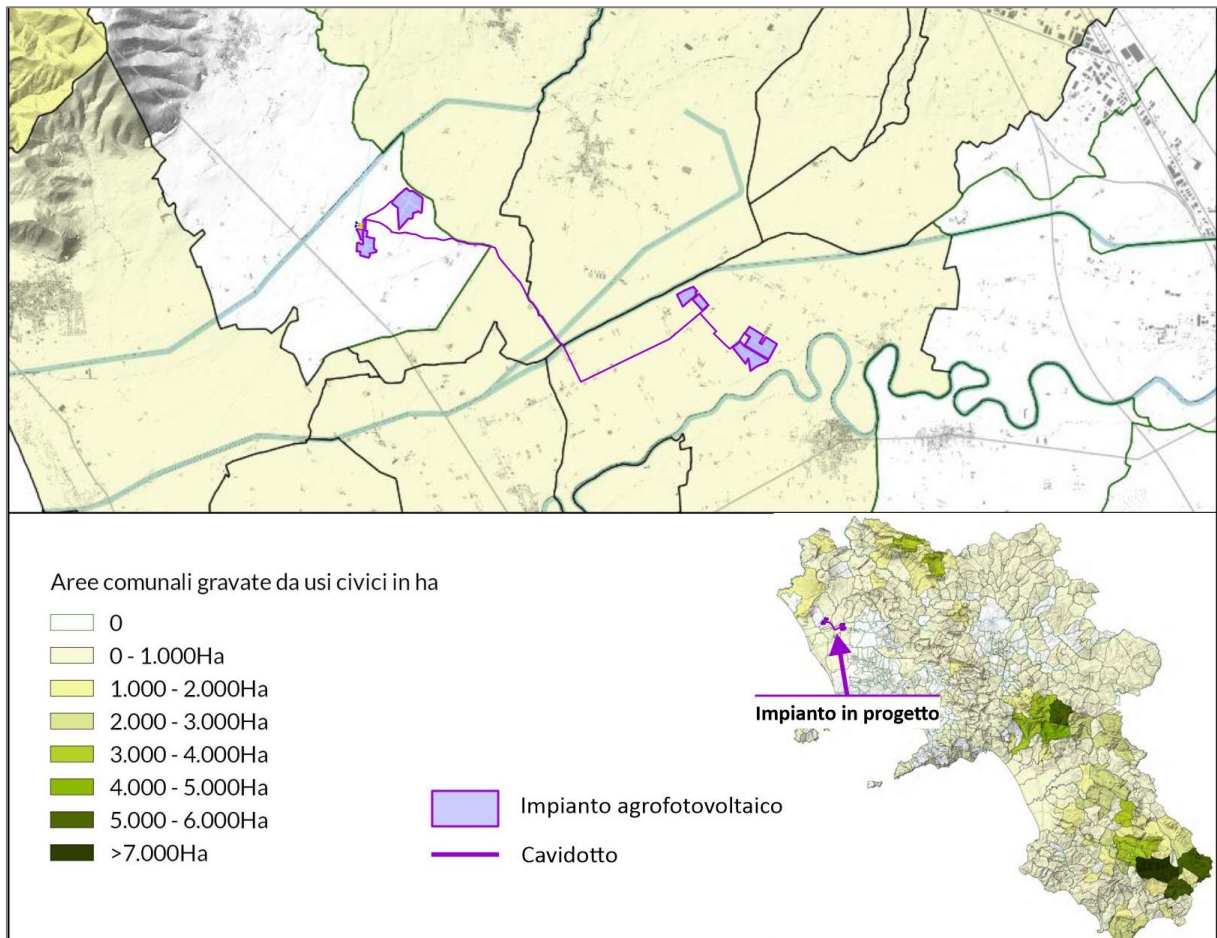 Aree comunali gravate da usi civici in ha
0
0 - 1.000Ha
1.000 - 2.000Ha
2.000 - 3.000Ha
3.000 - 4.000Ha
4.000 - 5.000Ha
5.000 - 6.000Ha
>7.000Ha
Impianto agrofotovoltaico
Cavidotto
Impianto in progetto